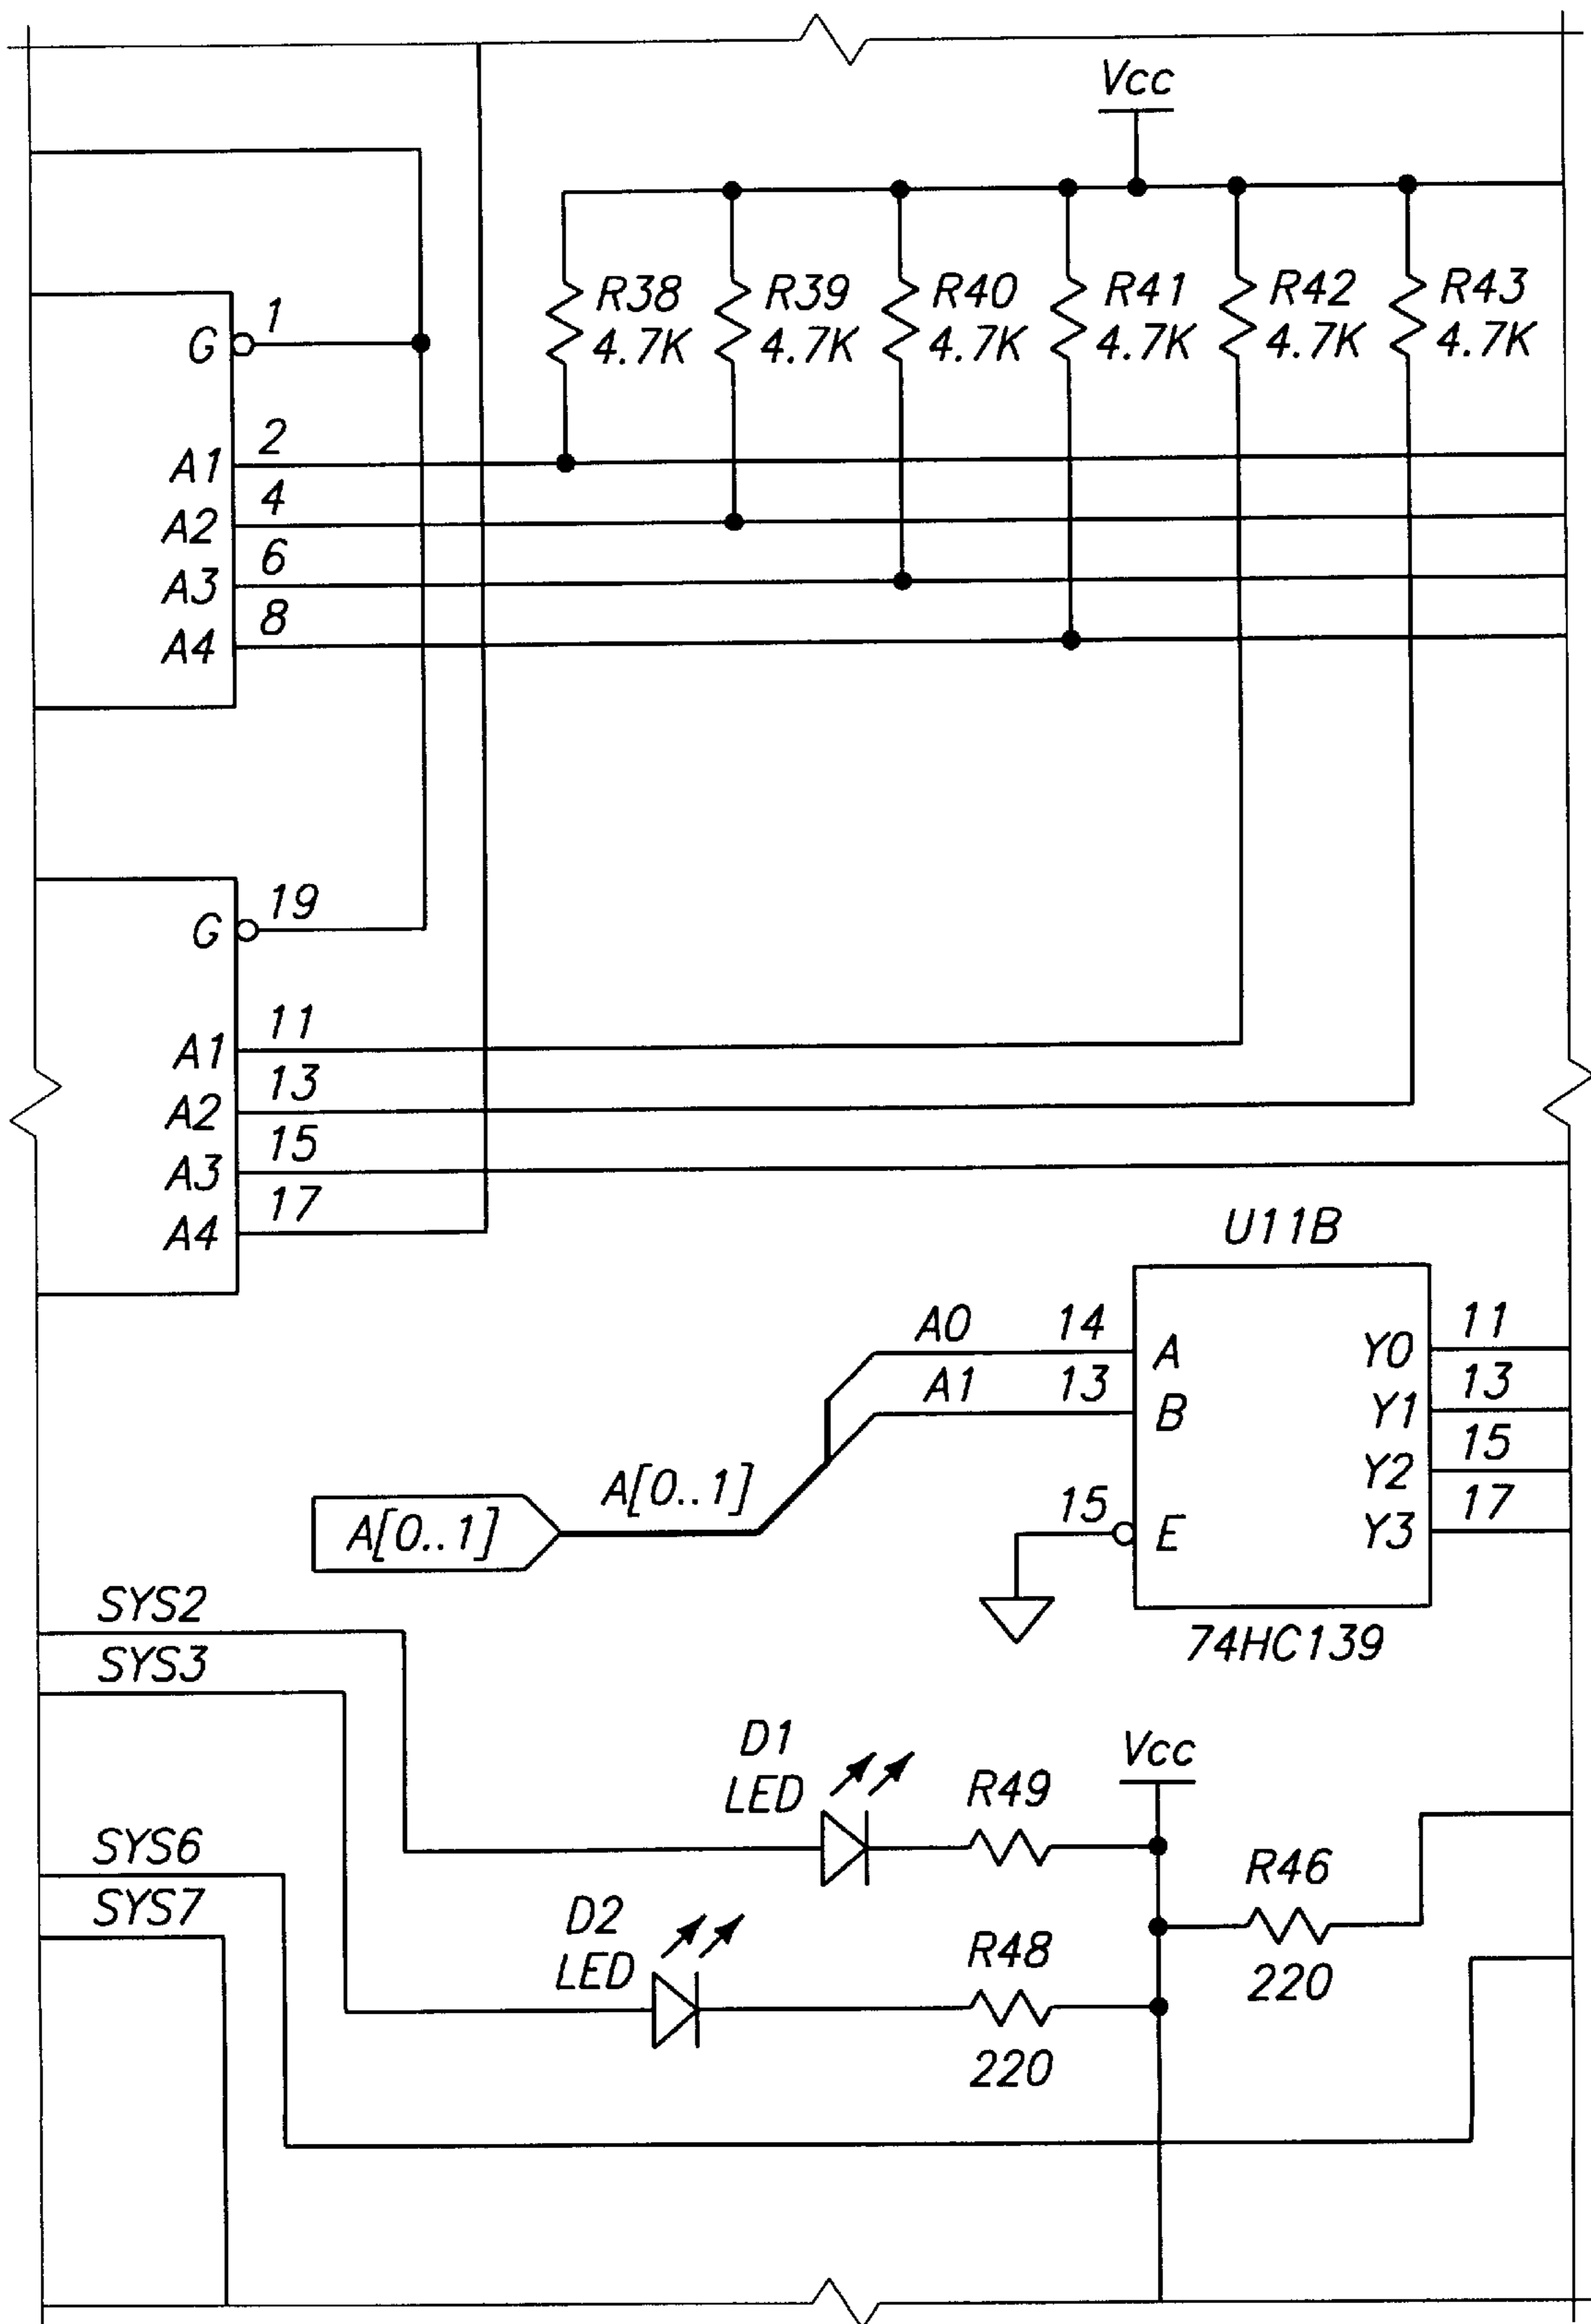 Vcc
R38
4.7K
R39
4.7K
R40
4.7K
R41
4.7K
R42
4.7K
R43
4.7K
G
1
A1
2
A2
4
A3
6
A4
8
G
19
A1
11
A2
13
A3
15
A4
17
U11B
A0
14
A
A1
13
B
15
E
Y0
11
Y1
13
Y2
15
Y3
17
74HC139
A[0..1]
A[0..1]
SYS2
SYS3
SYS6
SYS7
D1
LED
R49
Vcc
D2
LED
R48
220
R46
220